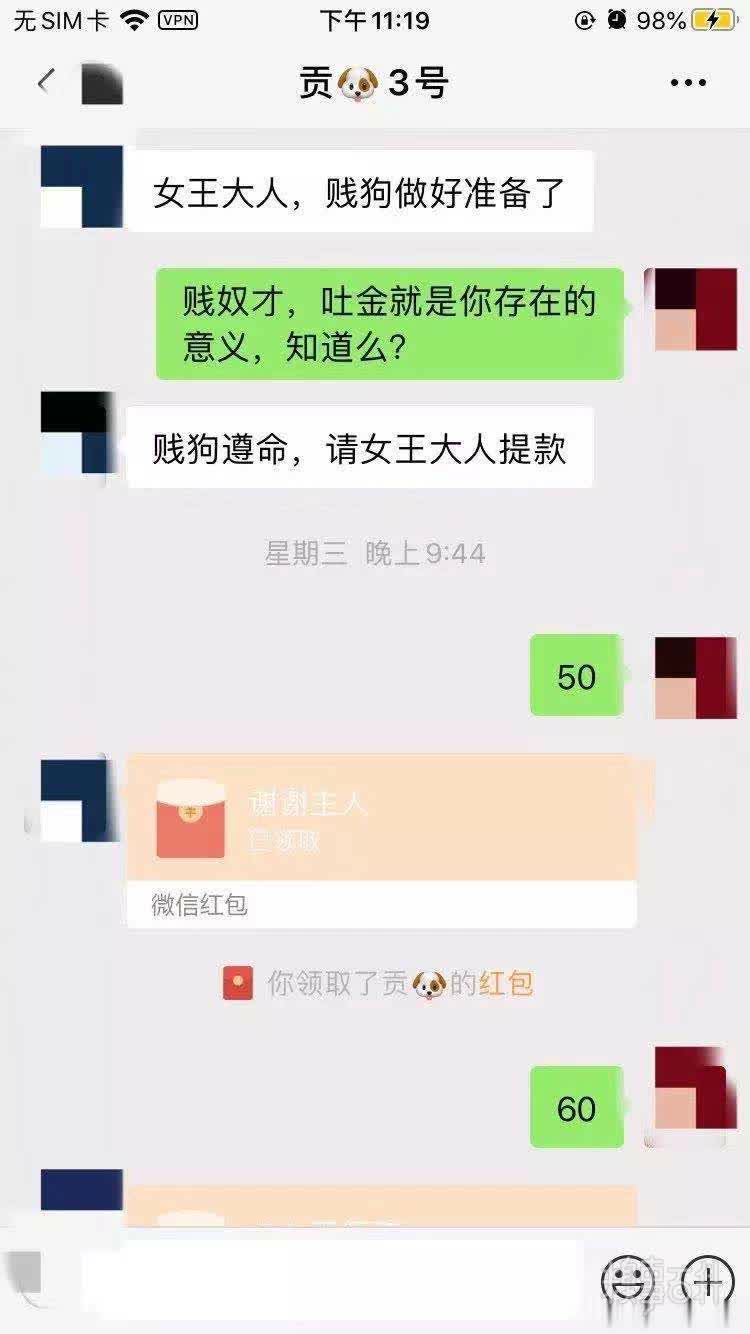 无SIM卡 VPN 下午11:19 98%
贡🐶3号
女王大人，贱狗做好准备了
贱奴才，吐金就是你存在的
意义，知道么？
贱狗遵命，请女王大人提款
星期三 晚上9:44
50
谢谢主人
已领取
微信红包
你领取了贡🐶的红包
60